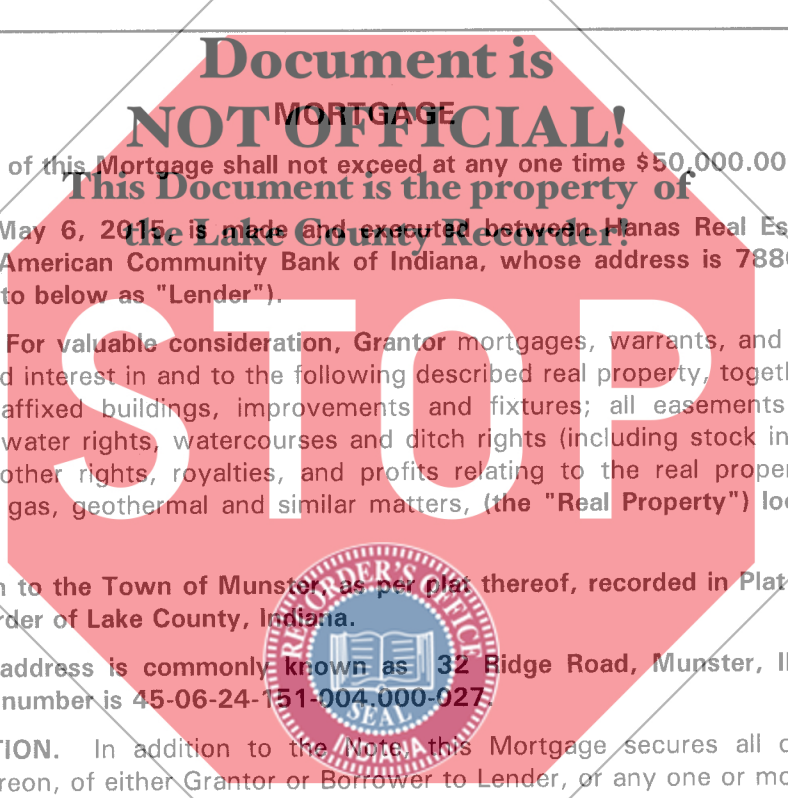 Document is
NOT OFFICIAL!
MORTGAGE
of this Mortgage shall not exceed at any one time $50,000.00
This Document is the property of
the Lake County Recorder!
May 6, 2015, is made and executed between Hanas Real Es
American Community Bank of Indiana, whose address is 788
to below as "Lender").
STOP
For valuable consideration, Grantor mortgages, warrants, and
d interest in and to the following described real property, togeth
affixed buildings, improvements and fixtures; all easements
water rights, watercourses and ditch rights (including stock in
other rights, royalties, and profits relating to the real proper
gas, geothermal and similar matters, (the "Real Property") loc
n to the Town of Munster, as per plat thereof, recorded in Plat
rder of Lake County, Indiana.
address is commonly known as 32 Ridge Road, Munster, I
number is 45-06-24-151-004.000-027.
RECORDER'S OFFICE
SEAL
INDIANA
TION. In addition to the Note, this Mortgage secures all o
reon, of either Grantor or Borrower to Lender, or any one or mo